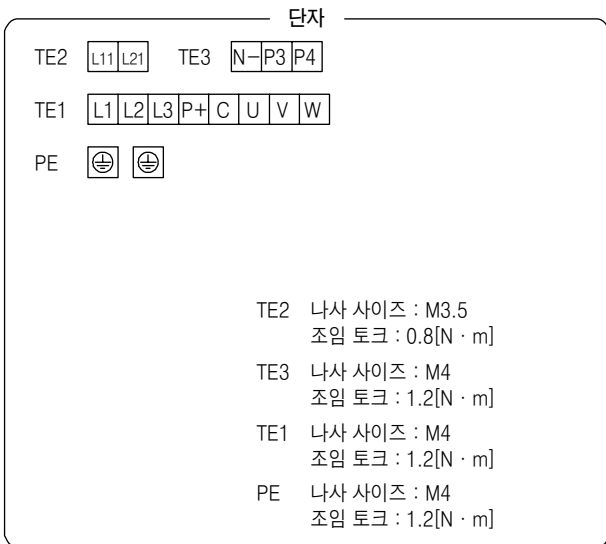 단자
TE2 L11 L21 TE3 N- P3 P4
TE1 L1 L2 L3 P+ C U V W
PE
TE2 나사 사이즈 : M3.5
조임 토크 : 0.8[N · m]
TE3 나사 사이즈 : M4
조임 토크 : 1.2[N · m]
TE1 나사 사이즈 : M4
조임 토크 : 1.2[N · m]
PE 나사 사이즈 : M4
조임 토크 : 1.2[N · m]